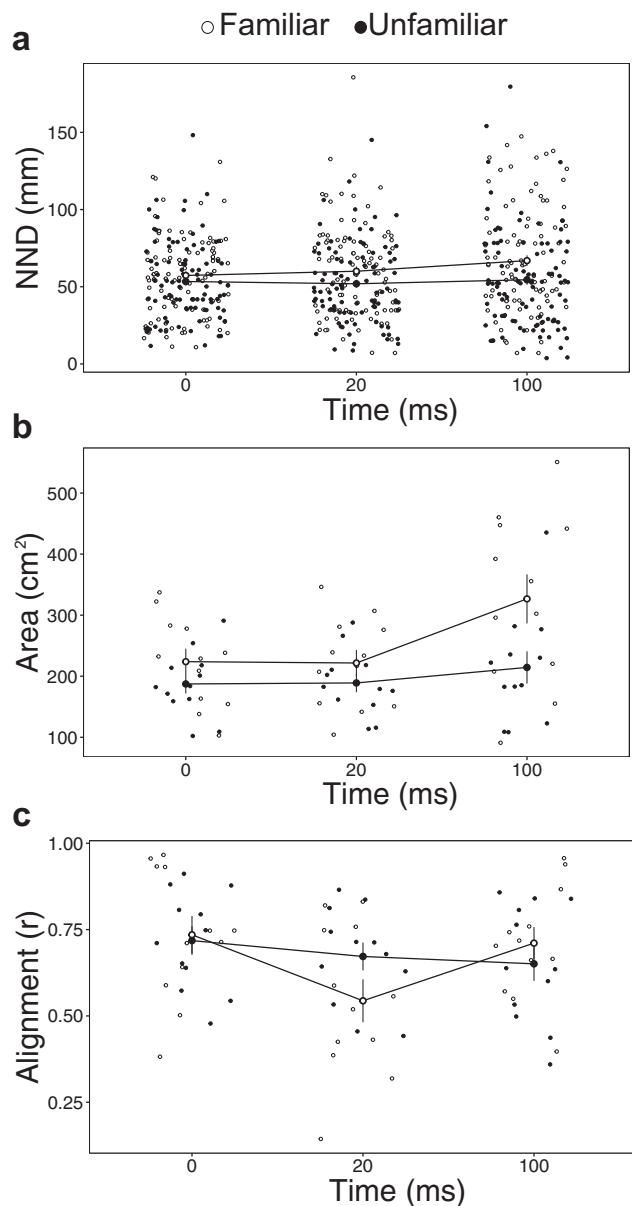 ○Familiar ●Unfamiliar
a
NND (mm)
150
100
50
0
0 20 100
Time (ms)
b
Area (cm²)
500
400
300
200
100
0 20 100
Time (ms)
c
Alignment (r)
1.00
0.75
0.50
0.25
0 20 100
Time (ms)